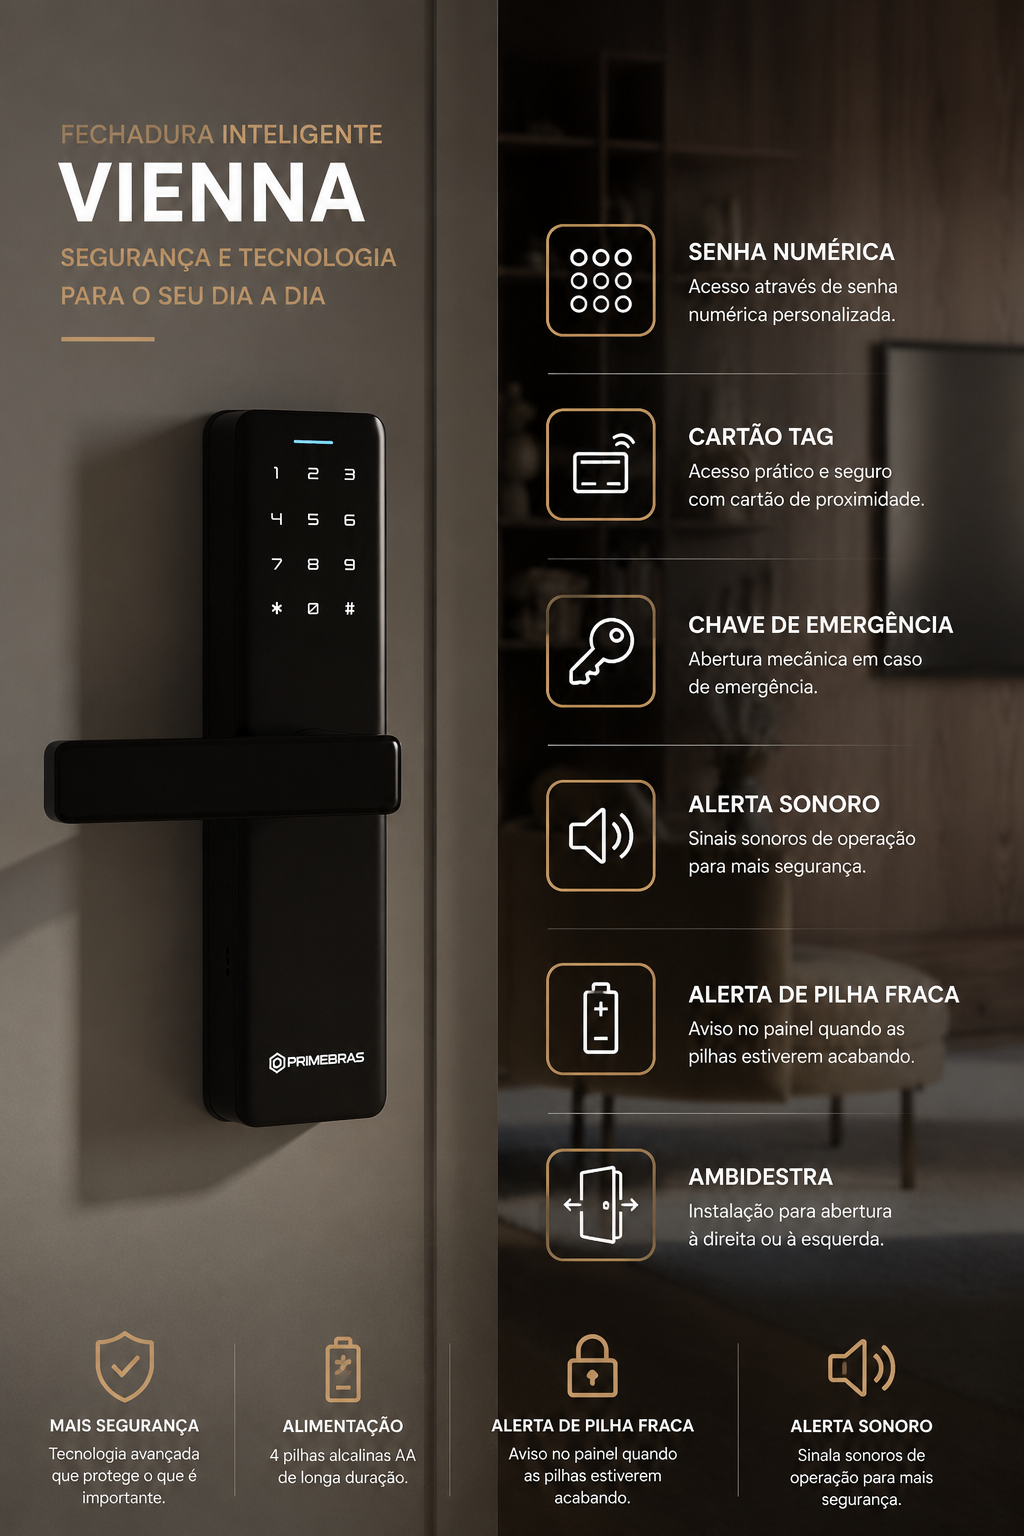 FECHADURA INTELIGENTE
VIENNA
SEGURANÇA E TECNOLOGIA
PARA O SEU DIA A DIA
1 2 3
4 5 6
7 8 9
* 0 #
PRIMEBRAS
SENHA NUMÉRICA
Acesso através de senha
numérica personalizada.
CARTÃO TAG
Acesso prático e seguro
com cartão de proximidade.
CHAVE DE EMERGÊNCIA
Abertura mecânica em caso
de emergência.
ALERTA SONORO
Sinais sonoros de operação
para mais segurança.
ALERTA DE PILHA FRACA
Aviso no painel quando as
pilhas estiverem acabando.
AMBIDESTRA
Instalação para abertura
à direita ou à esquerda.
MAIS SEGURANÇA
Tecnologia avançada
que protege o que é
importante.
ALIMENTAÇÃO
4 pilhas alcalinas AA
de longa duração.
ALERTA DE PILHA FRACA
Aviso no painel quando
as pilhas estiverem
acabando.
ALERTA SONORO
Sinala sonoros de
operação para mais
segurança.